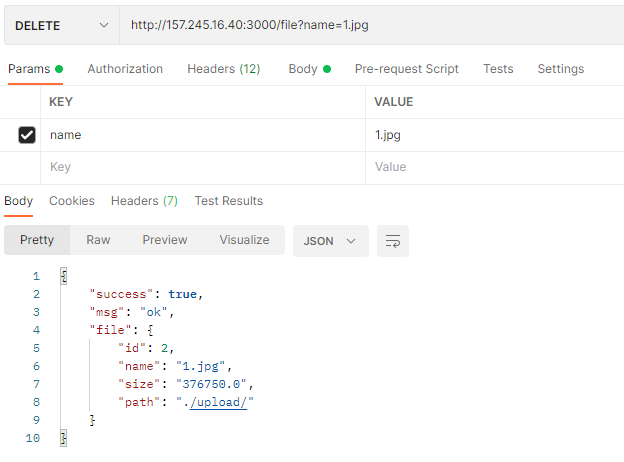 DELETE http://157.245.16.40:3000/file?name=1.jpg
Params Authorization Headers (12) Body Pre-request Script Tests Settings
KEY VALUE
name 1.jpg
Key Value
Body Cookies Headers (7) Test Results
Pretty Raw Preview Visualize JSON
1 {
2 "success": true,
3 "msg": "ok",
4 "file": {
5 "id": 2,
6 "name": "1.jpg",
7 "size": "376750.0",
8 "path": "./upload/"
9 }
10 }